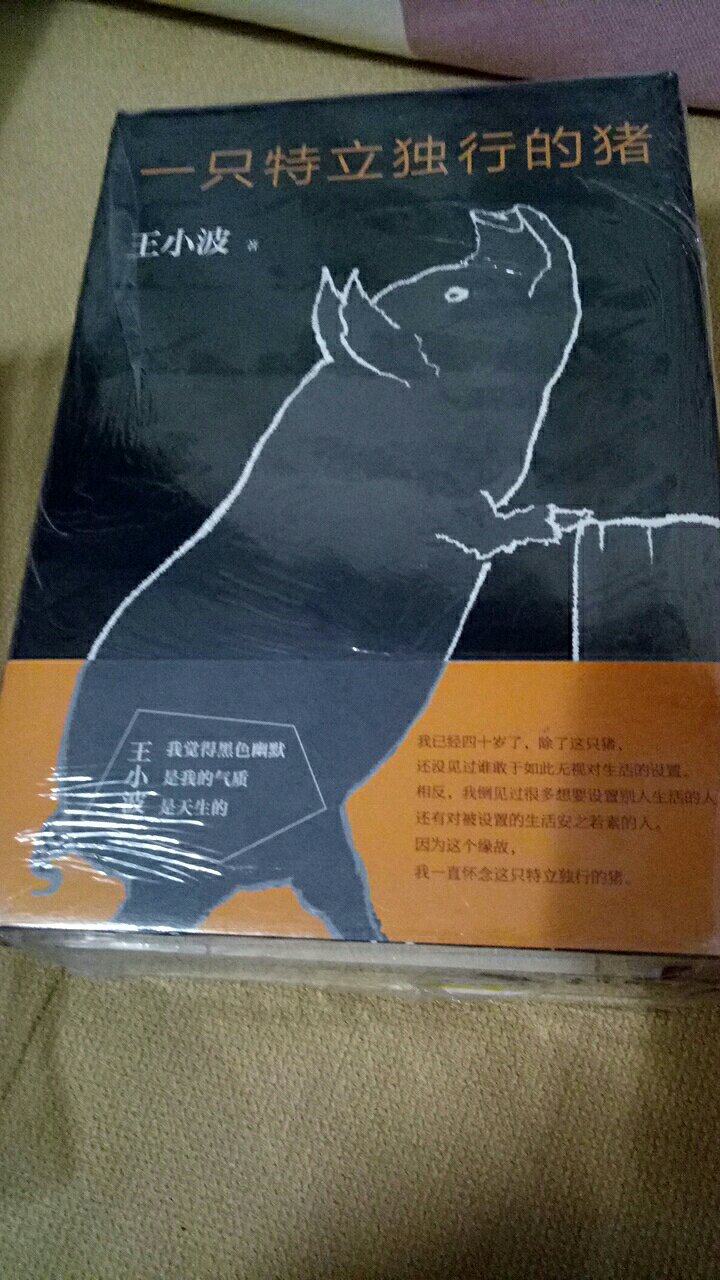 一只特立独行的猪
王小波 著
王小波
我觉得黑色幽默
是我的气质
是天生的
我已经四十岁了，除了这只猪，
还没见过谁敢于如此无视对生活的设置。
相反，我倒见过很多想要设置别人生活的人，
还有对被设置的生活安之若素的人。
因为这个缘故，
我一直怀念这只特立独行的猪。